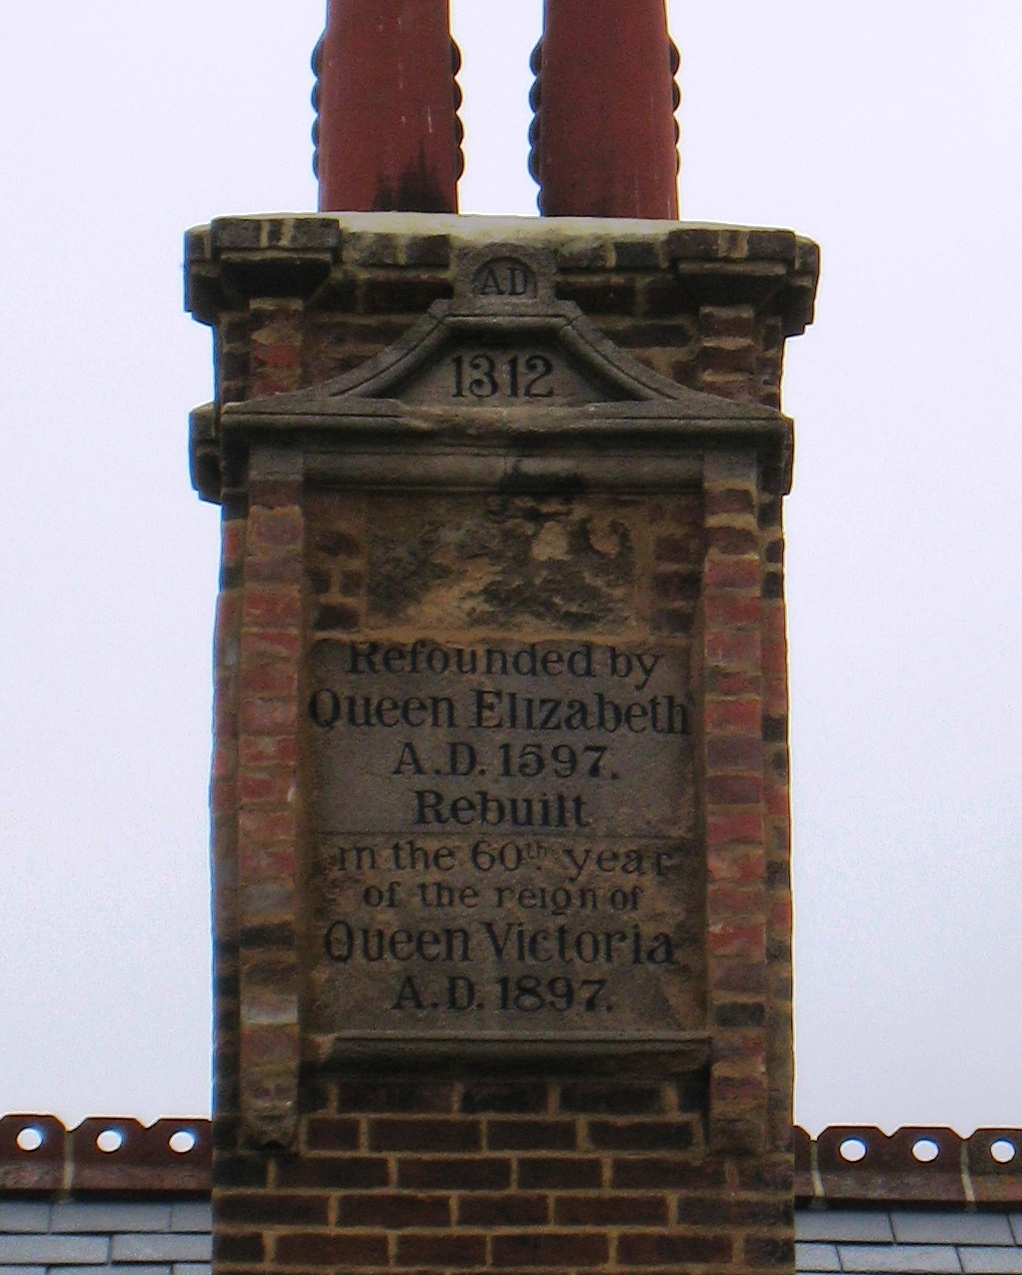 AD
1312
Refounded by
Queen Elizabeth
A.D. 1597.
Rebuilt
in the 60th. year
of the reign of
Queen Victoria
A.D. 1897.